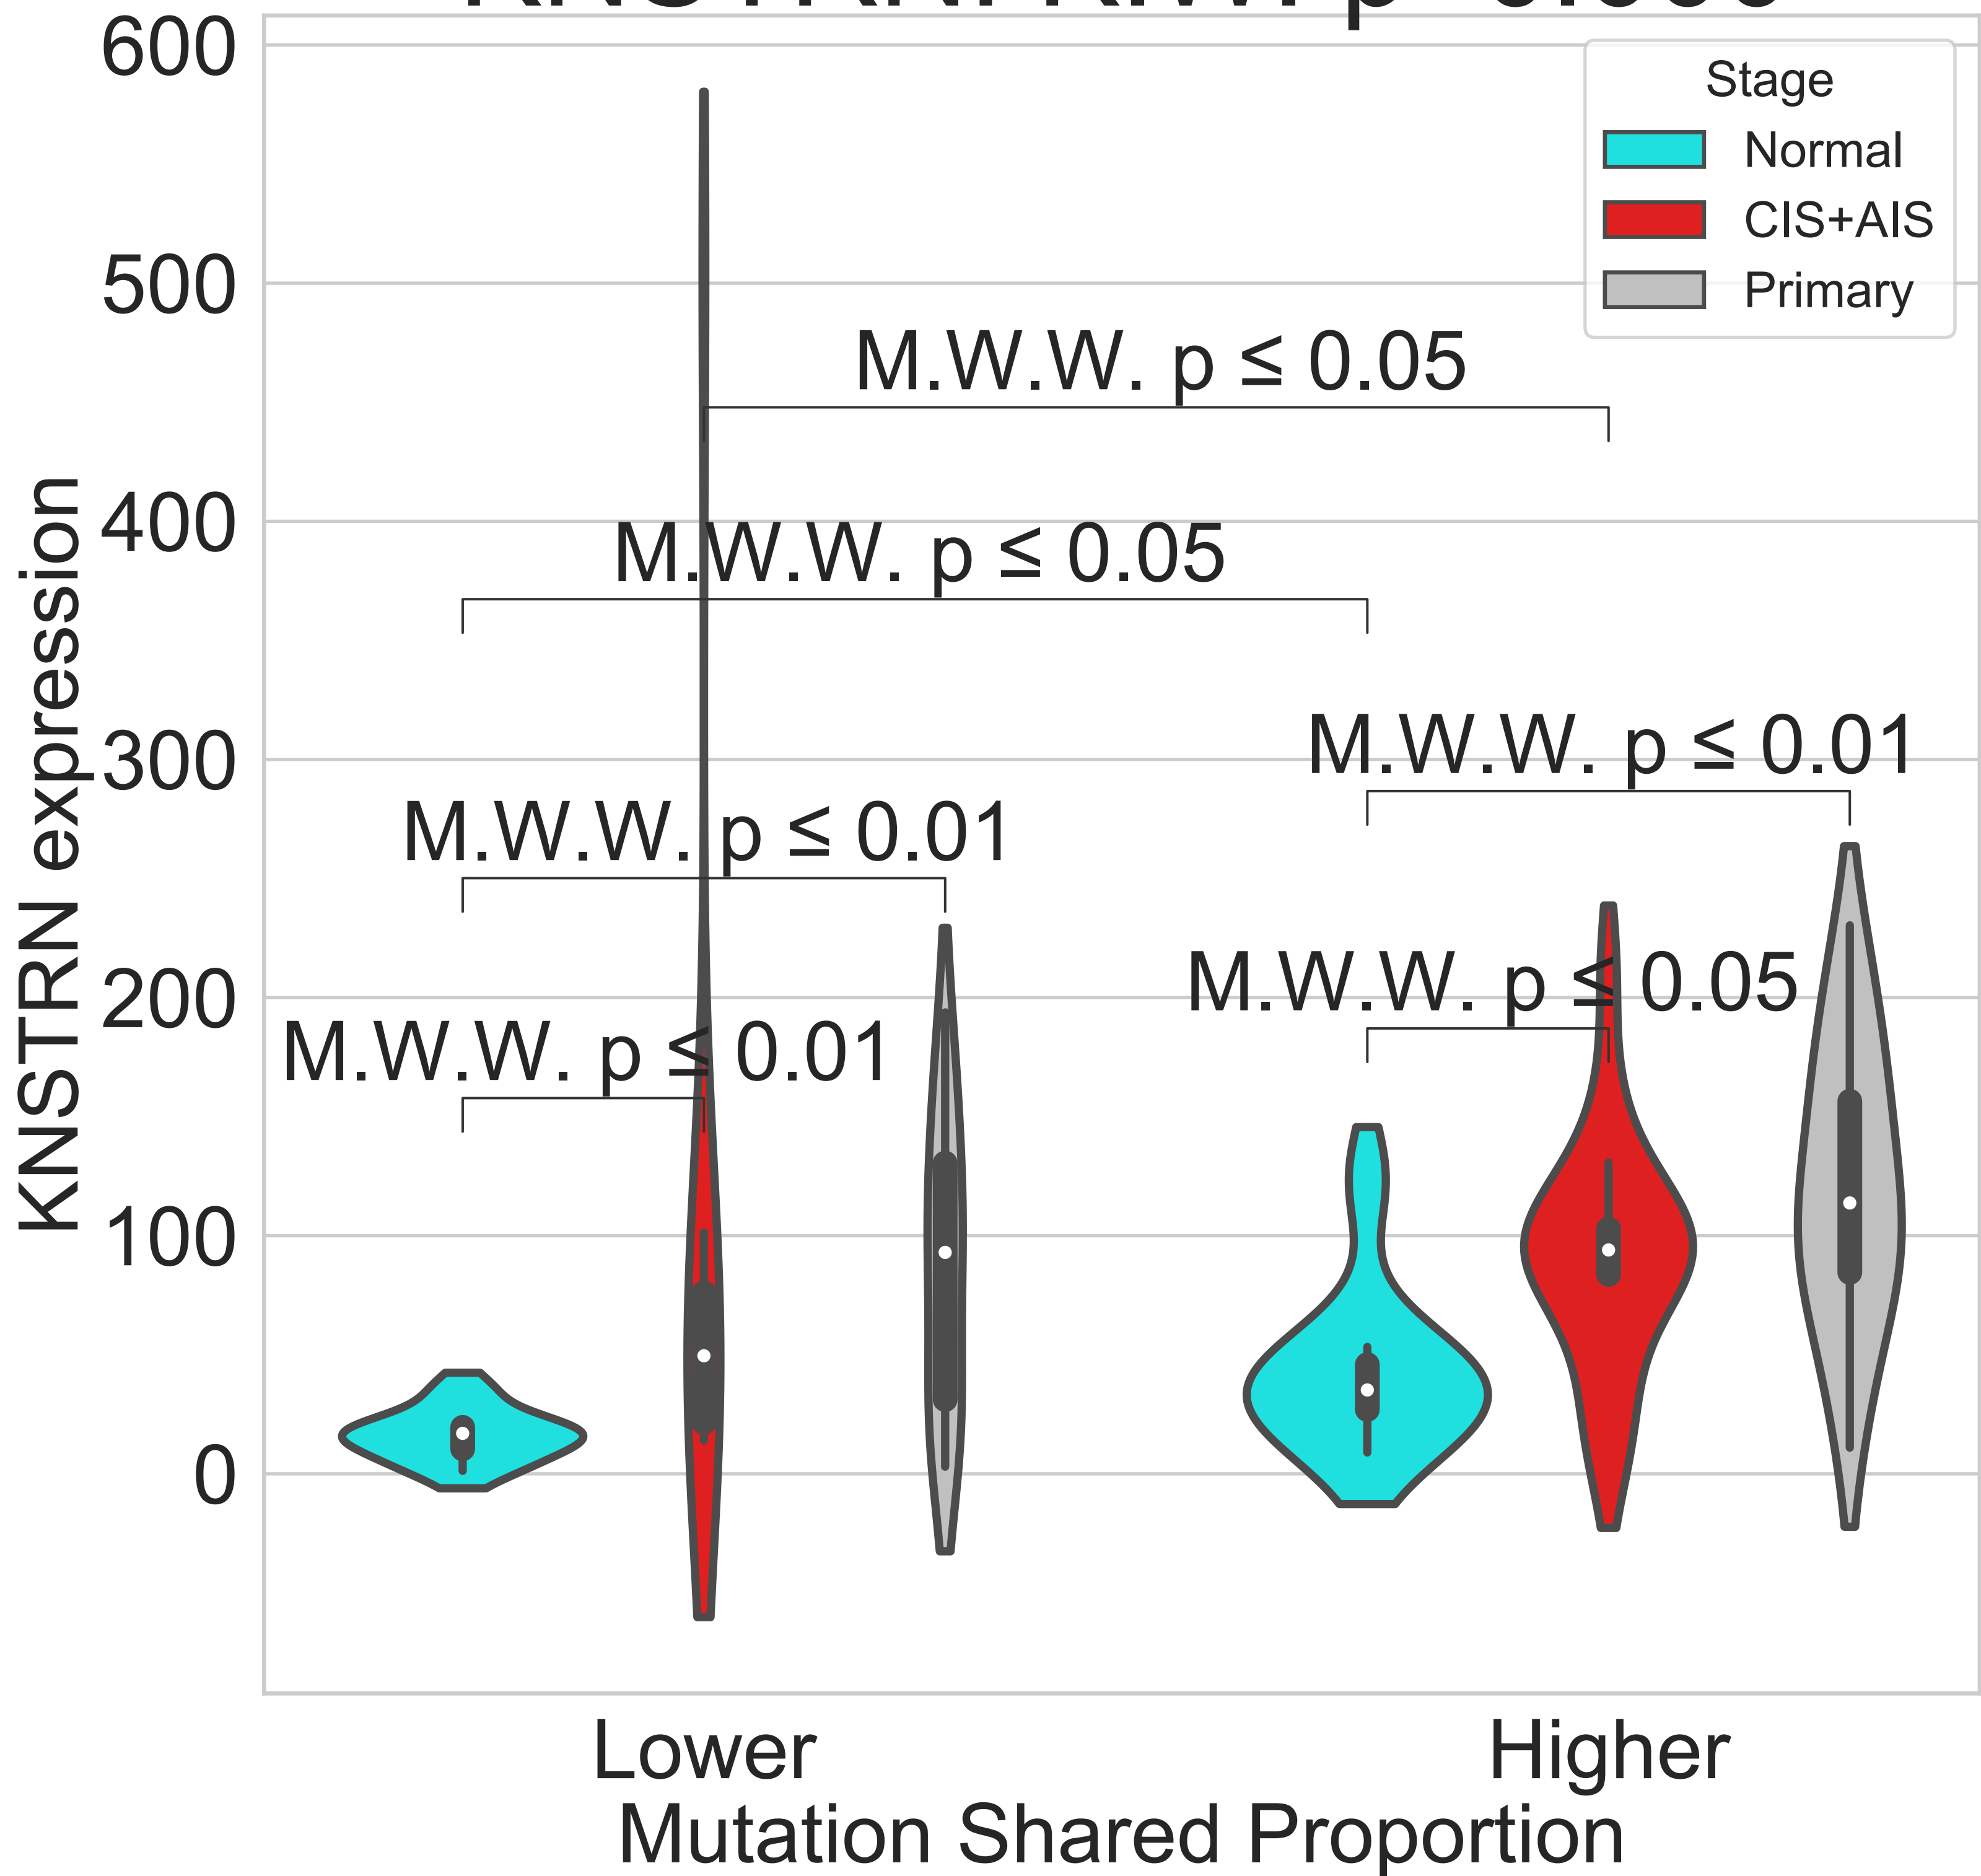 600
500
400
300
200
100
0
KNSTRN expression
Stage
Normal
CIS+AIS
Primary
M.W.W. p ≤ 0.05
M.W.W. p ≤ 0.05
M.W.W. p ≤ 0.01
M.W.W. p ≤ 0.01
M.W.W. p ≤ 0.05
M.W.W. p ≤ 0.01
Lower
Higher
Mutation Shared Proportion